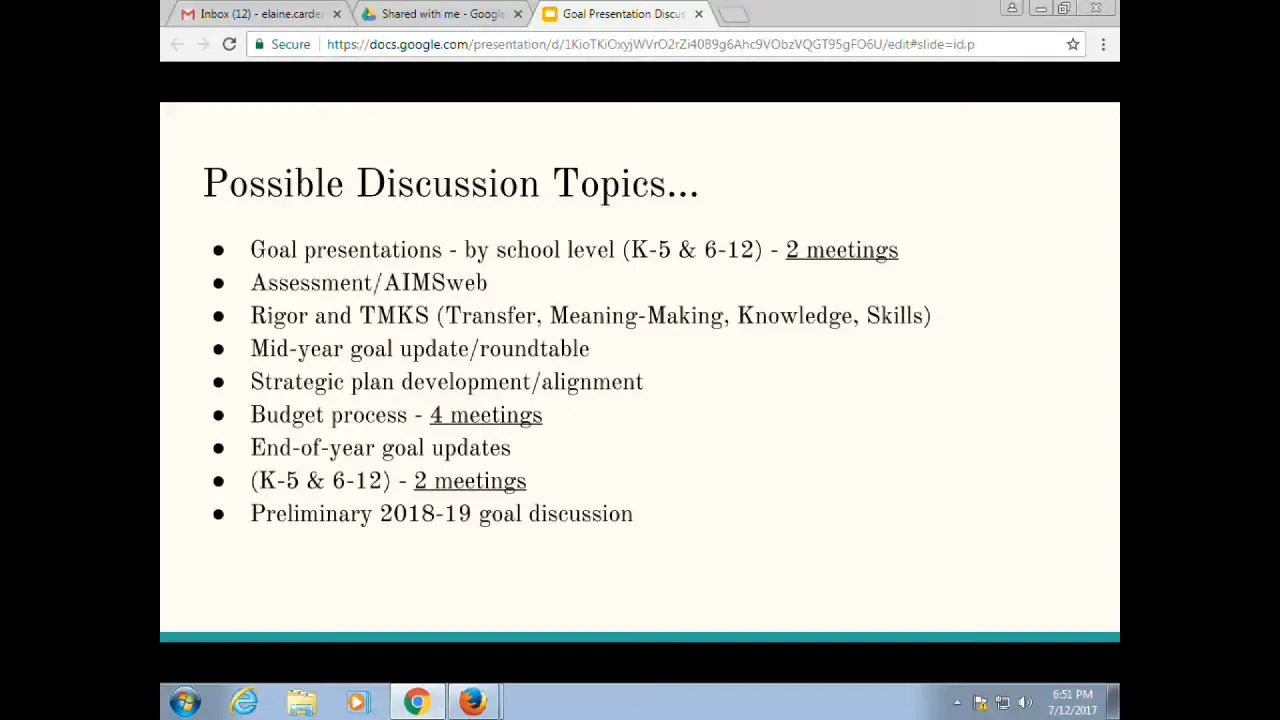 Inbox (12) - elaine.carde
Shared with me - Google
Goal Presentation Discus
Secure
https://docs.google.com/presentation/d/1KioTKiOxyjWVrO2rZi40B9g6Ahc9VObzVQGT95gFO6U/edit#slide=id.p
Possible Discussion Topics...
● Goal presentations - by school level (K-5 & 6-12) - 2 meetings
● Assessment/AIMSweb
● Rigor and TMKS (Transfer, Meaning-Making, Knowledge, Skills)
● Mid-year goal update/roundtable
● Strategic plan development/alignment
● Budget process - 4 meetings
● End-of-year goal updates
● (K-5 & 6-12) - 2 meetings
● Preliminary 2018-19 goal discussion
6:51 PM
7/12/2017